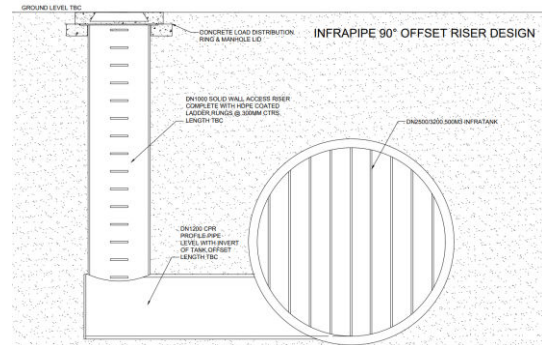 GROUND LEVEL TBC
INFRAPIPE 90° OFFSET RISER DESIGN
CONCRETE LOAD DISTRIBUTION
RING & MANHOLE LID
DN1000 SOLID WALL ACCESS RISER
COMPLETE WITH HDPE COATED
LADDER,RUNGS @ 300MM CTRS.
LENGTH TBC
DN2500/3200,500M3 INFRATANK
DN1200 CPR
PROFILE PIPE
LEVEL WITH INVERT
OF TANK,OFFSET
LENGTH TBC